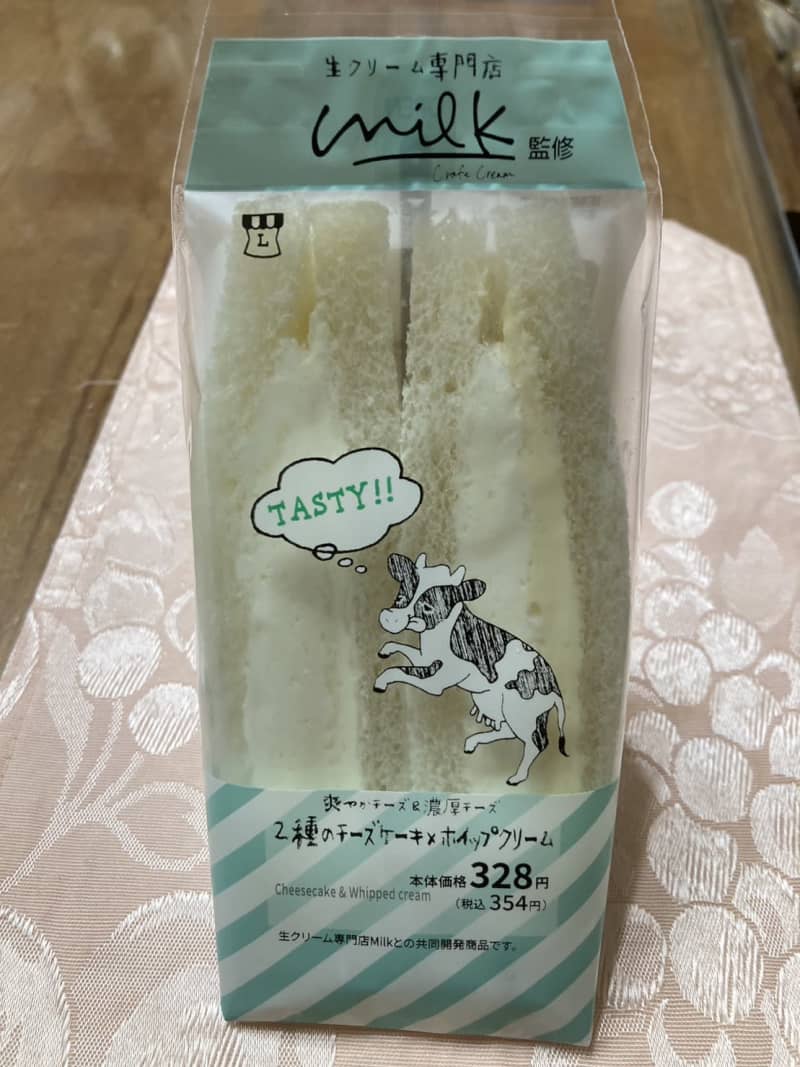 生クリーム専門店
milk 監修
Crafe Cream
L
TASTY!!
爽やかチーズ&濃厚チーズ
2種のチーズケーキ×ホイップクリーム
本体価格328円
Cheesecake & Whipped cream
(税込 354円)
生クリーム専門店Milkとの共同開発商品です。